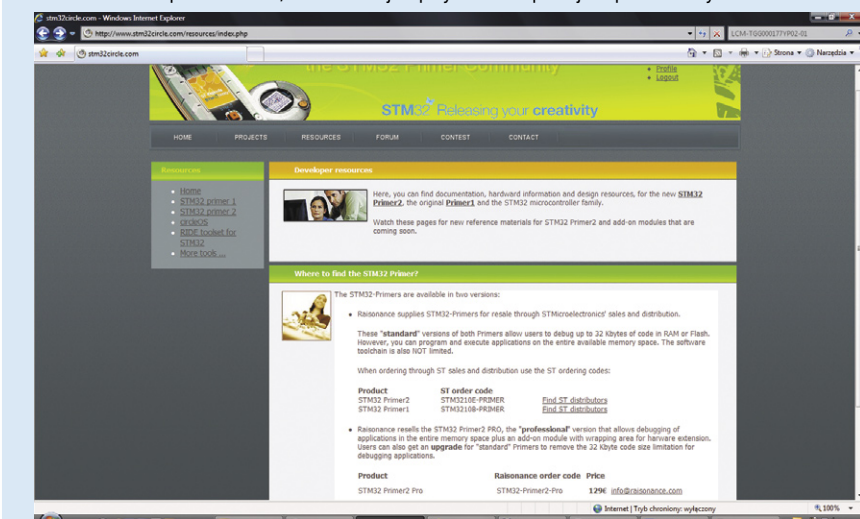 stm32circle.com - Windows Internet Explorer
http://www.stm32circle.com/resources/index.php
LCM-TGG000177YP02-01
stm32circle.com
Strona
Narzędzia
the STM32 Primer Community
Profile
Logout
STM32 Releasing your creativity
HOME PROJECTS RESOURCES FORUM CONTEST CONTACT
Resources
Home
STM32 primer 1
STM32 primer 2
circleOS
RIDE toolset for
STM32
More tools ...
Developer resources
Here, you can find documentation, hardware information and design resources, for the new STM32
Primer2, the original Primer1 and the STM32 microcontroller family.
Watch these pages for new reference materials for STM32 Primer2 and add-on modules that are
coming soon.
Where to find the STM32 Primer?
The STM32-Primers are available in two versions:
Raisonance supplies STM32-Primers for resale through STMicroelectronics' sales and distribution.
These "standard" versions of both Primers allow users to debug up to 32 Kbytes of code in RAM or Flash.
However, you can program and execute applications on the entire available memory space. The software
toolchain is also NOT limited.
When ordering through ST sales and distribution use the ST ordering codes:
Product ST order code
STM32 Primer2 STM3210E-PRIMER Find ST distributors
STM32 Primer1 STM3210B-PRIMER Find ST distributors
Raisonance resells the STM32 Primer2 PRO, the "professional" version that allows debugging of
applications in the entire memory space plus an add-on module with wrapping area for harware extension.
Users can also get an upgrade for "standard" Primers to remove the 32 Kbyte code size limitation for
debugging applications.
Product Raisonance order code Price
STM32 Primer2 Pro STM32-Primer2-Pro 129€ info@raisonance.com
Internet | Tryb chroniony: wyłączony
100%